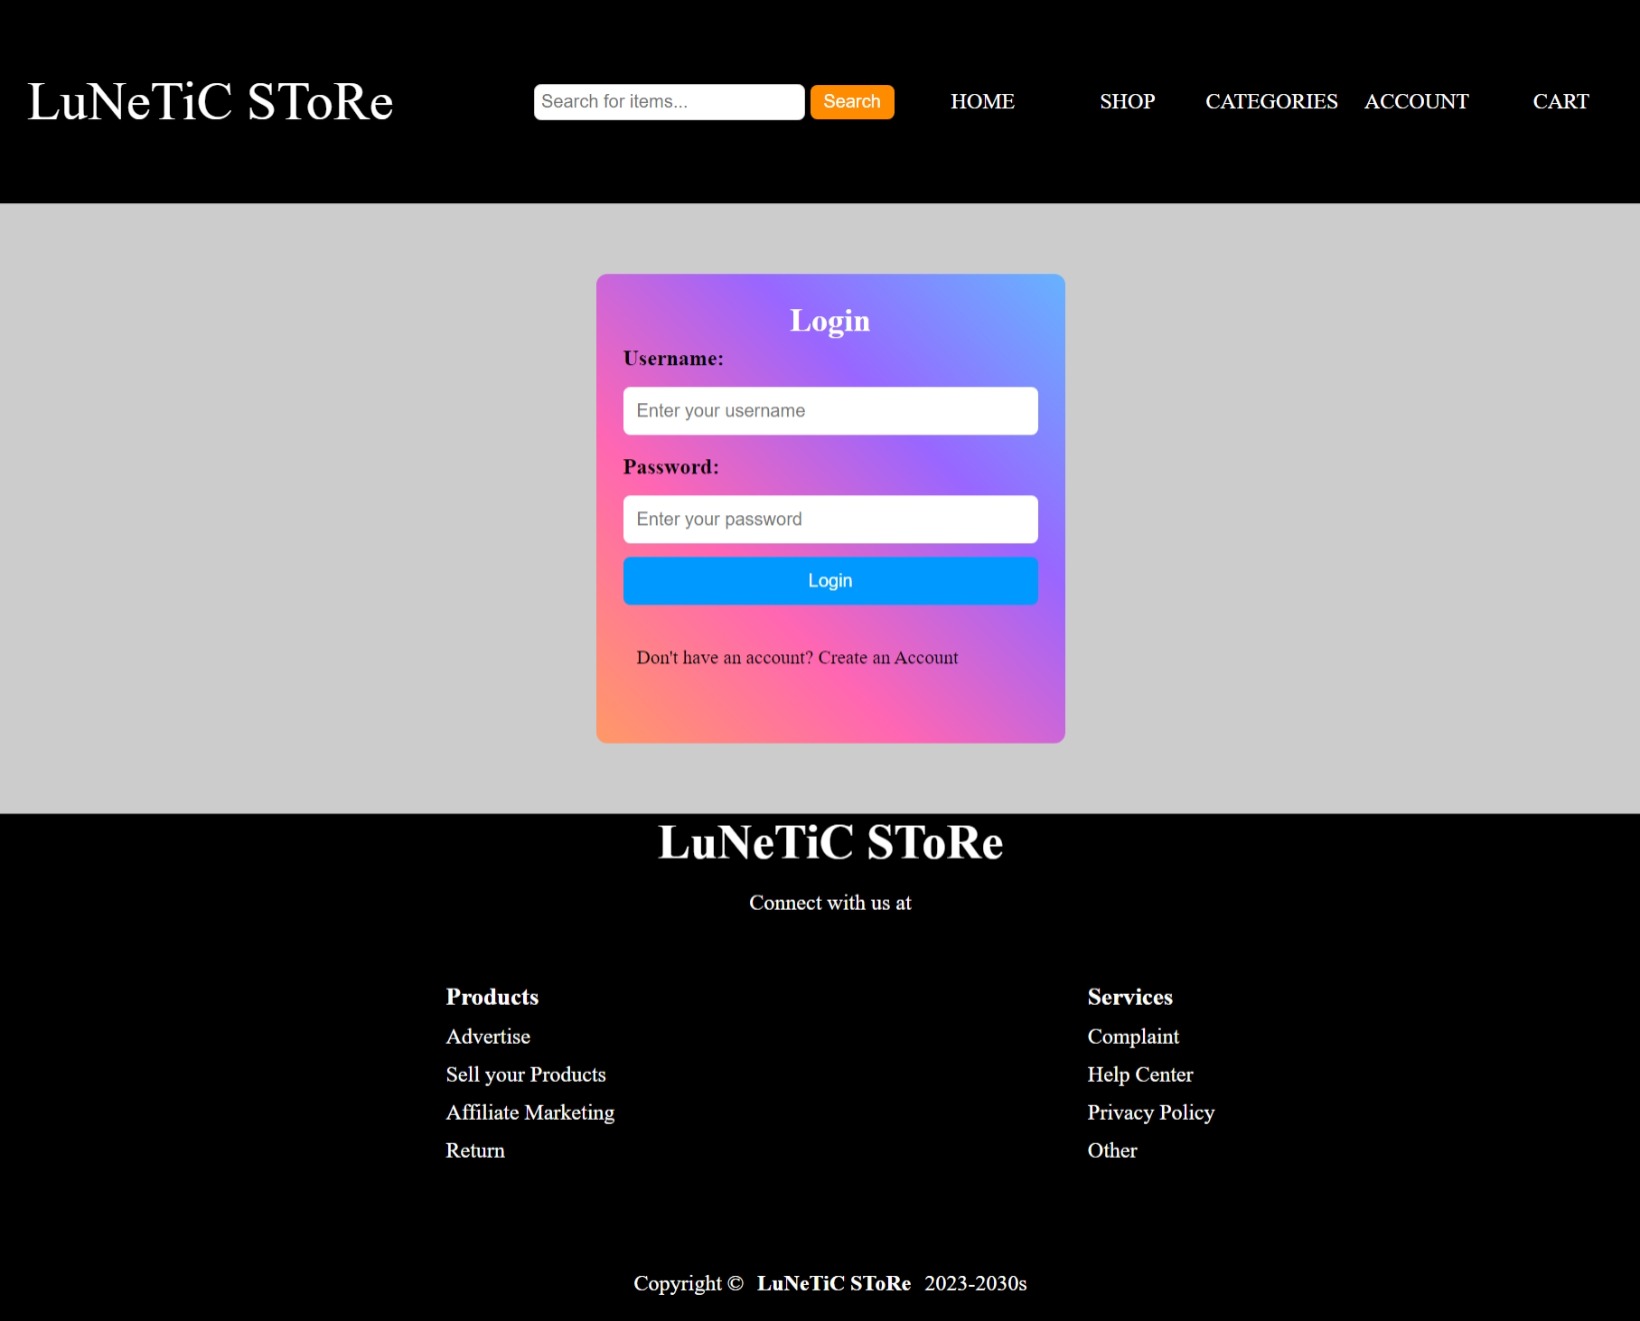 LuNeTiC SToRe
Search for items... Search HOME SHOP CATEGORIES ACCOUNT CART
Login
Username:
Enter your username
Password:
Enter your password
Login
Don't have an account? Create an Account
LuNeTiC SToRe
Connect with us at
Products
Advertise
Sell your Products
Affiliate Marketing
Return
Services
Complaint
Help Center
Privacy Policy
Other
Copyright © LuNeTiC SToRe 2023-2030s